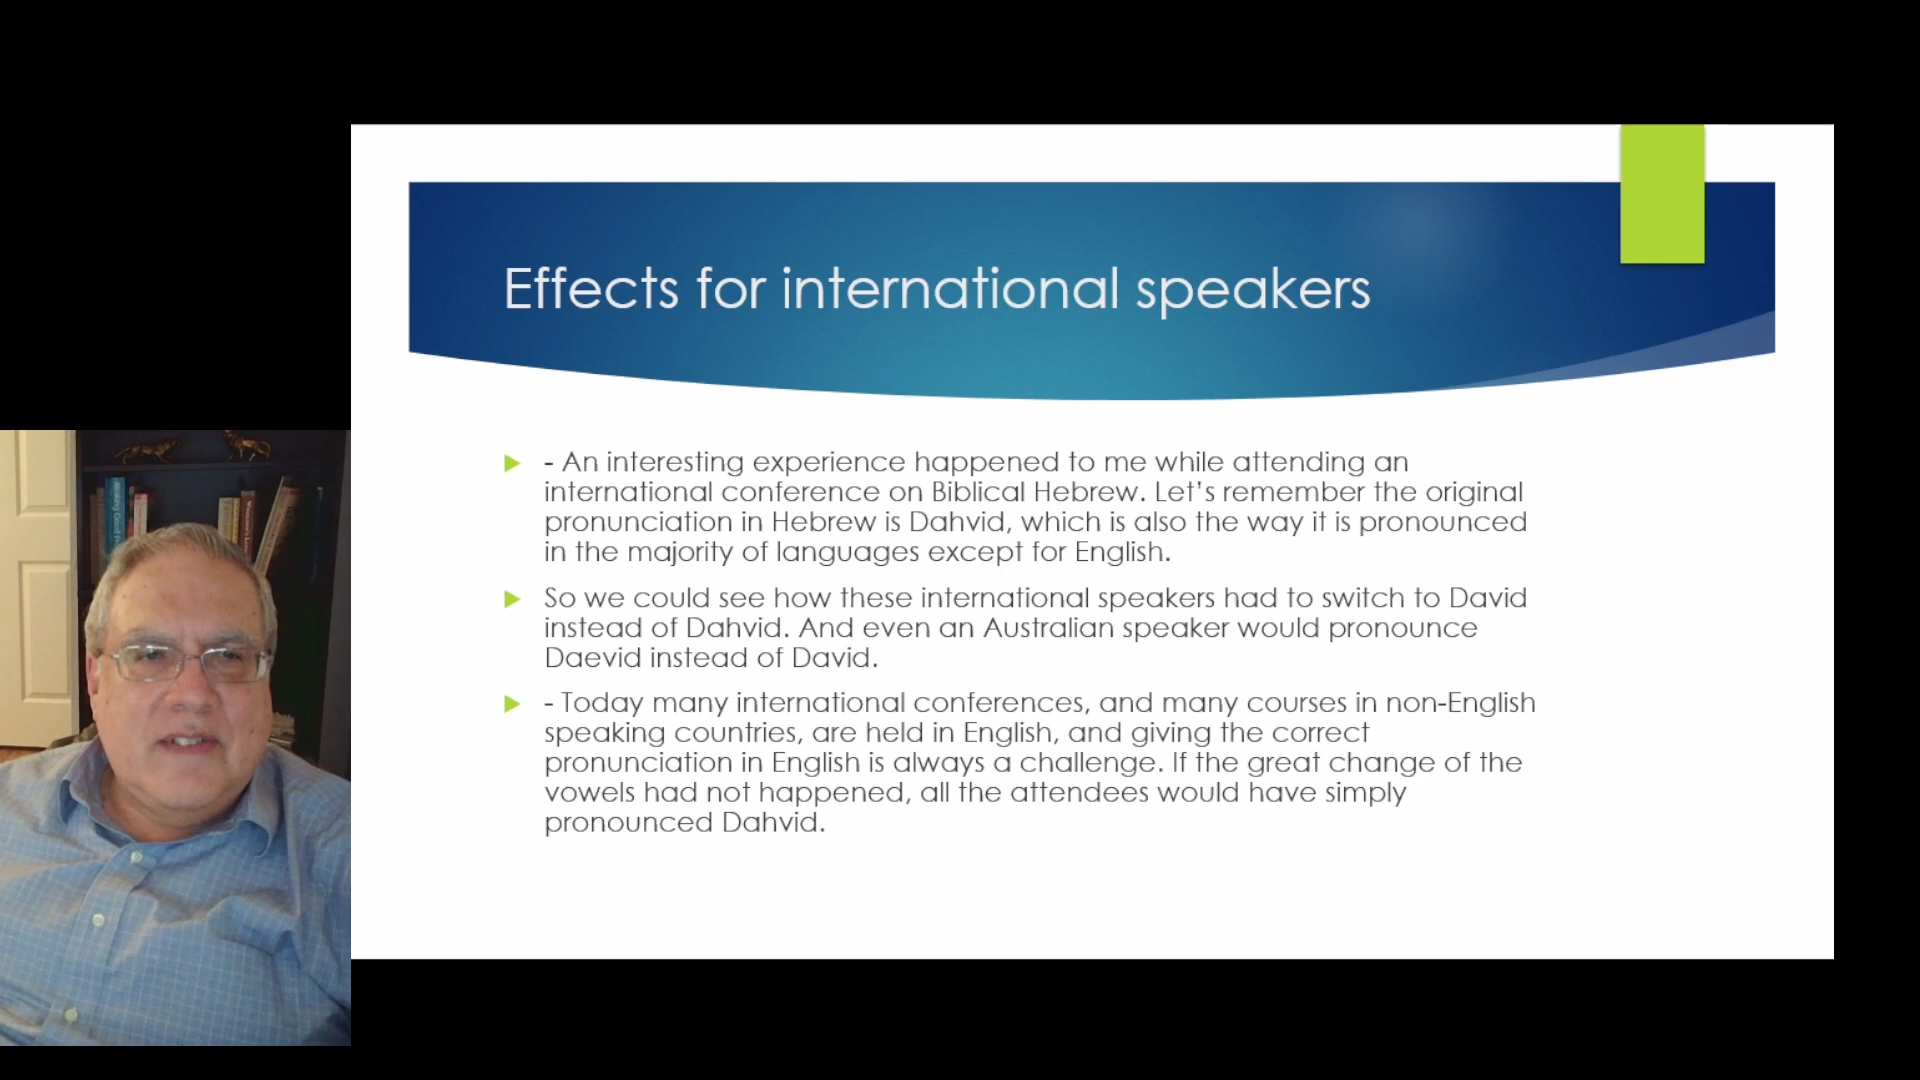 Effects for international speakers
- An interesting experience happened to me while attending an
international conference on Biblical Hebrew. Let’s remember the original
pronunciation in Hebrew is Dahvid, which is also the way it is pronounced
in the majority of languages except for English.
So we could see how these international speakers had to switch to David
instead of Dahvid. And even an Australian speaker would pronounce
Daevid instead of David.
- Today many international conferences, and many courses in non-English
speaking countries, are held in English, and giving the correct
pronunciation in English is always a challenge. If the great change of the
vowels had not happened, all the attendees would have simply
pronounced Dahvid.